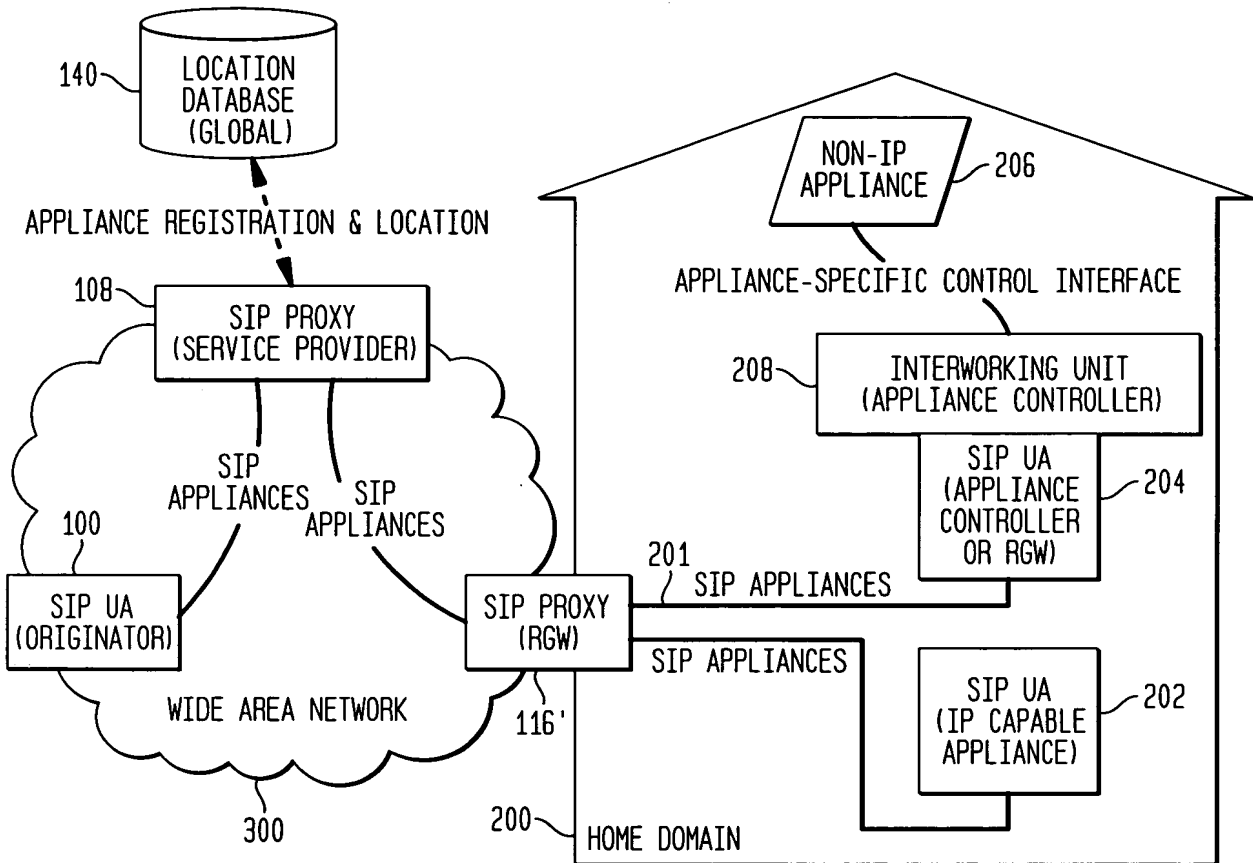 140
LOCATION
DATABASE
(GLOBAL)
APPLIANCE REGISTRATION & LOCATION
108
SIP PROXY
(SERVICE PROVIDER)
SIP
APPLIANCES
SIP
APPLIANCES
100
SIP UA
(ORIGINATOR)
WIDE AREA NETWORK
300
SIP PROXY
(RGW)
116'
NON-IP
APPLIANCE
206
APPLIANCE-SPECIFIC CONTROL INTERFACE
208
INTERWORKING UNIT
(APPLIANCE CONTROLLER)
SIP UA
(APPLIANCE
CONTROLLER
OR RGW)
204
201
SIP APPLIANCES
SIP APPLIANCES
SIP UA
(IP CAPABLE
APPLIANCE)
202
200
HOME DOMAIN